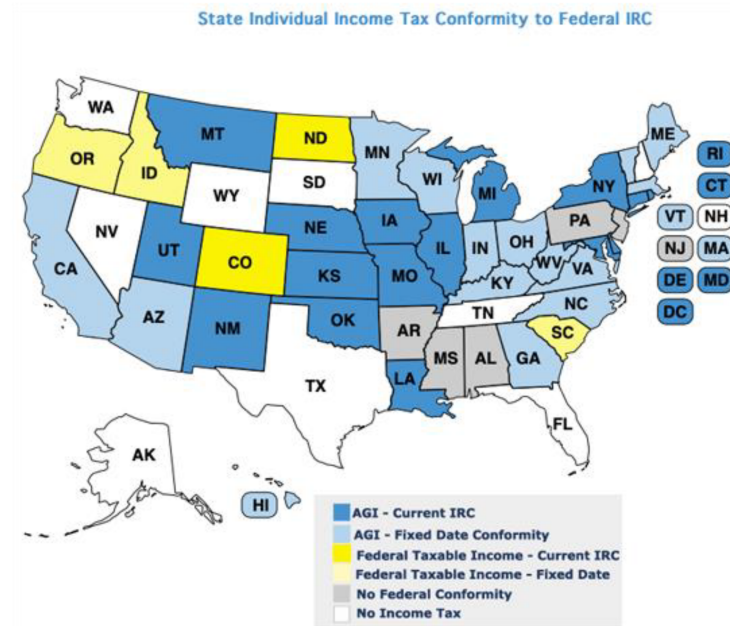 State Individual Income Tax Conformity to Federal IRC
WA
MT
ND
MN
ME
OR
ID
WY
SD
WI
MI
NY
RI
CT
VT
NH
NV
UT
CO
NE
IA
IL
IN
OH
PA
NJ
MA
CA
AZ
NM
KS
MO
KY
WV
VA
DE
MD
DC
OK
AR
TN
NC
SC
TX
LA
MS
AL
GA
FL
AK
HI
AGI - Current IRC
AGI - Fixed Date Conformity
Federal Taxable Income - Current IRC
Federal Taxable Income - Fixed Date
No Federal Conformity
No Income Tax